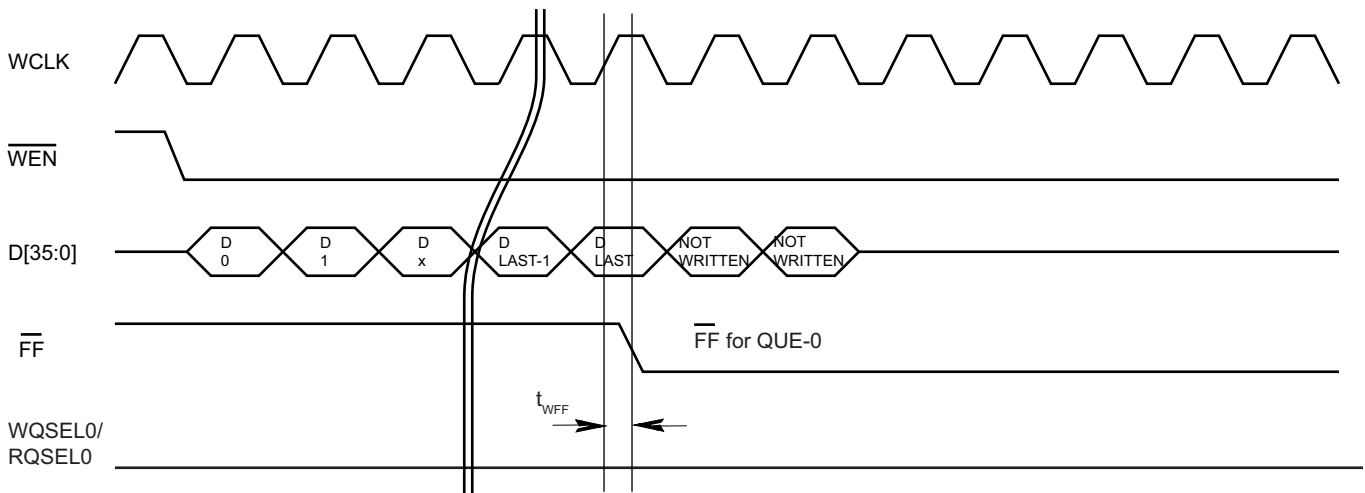 WCLK
WEN
D[35:0]
D
0
D
1
D
x
D
LAST-1
D
LAST
NOT
WRITTEN
NOT
WRITTEN
FF
FF for QUE-0
tWFF
WQSEL0/
RQSEL0